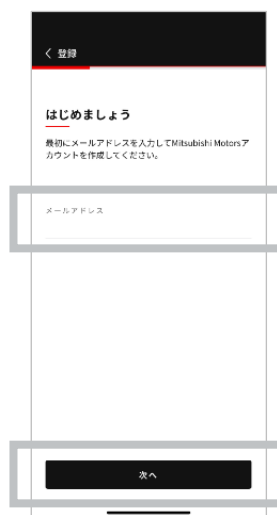 登録
はじめましょう
最初にメールアドレスを入力してMitsubishi Motorsア
カウントを作成してください。
メールアドレス
次へ